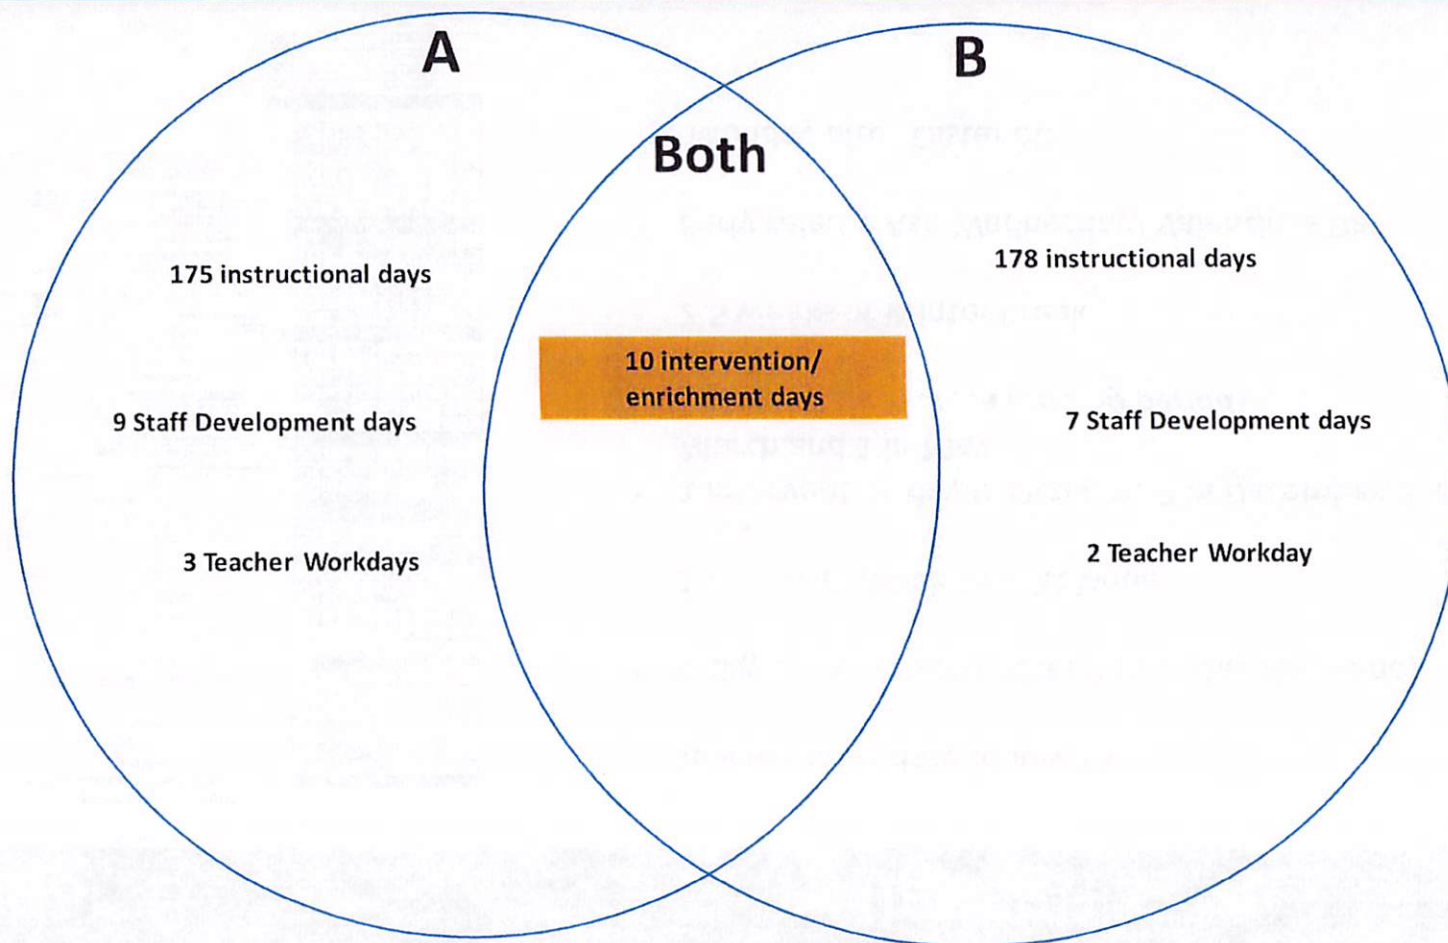 A
B
Both
175 instructional days
178 instructional days
10 intervention/
enrichment days
9 Staff Development days
7 Staff Development days
3 Teacher Workdays
2 Teacher Workday